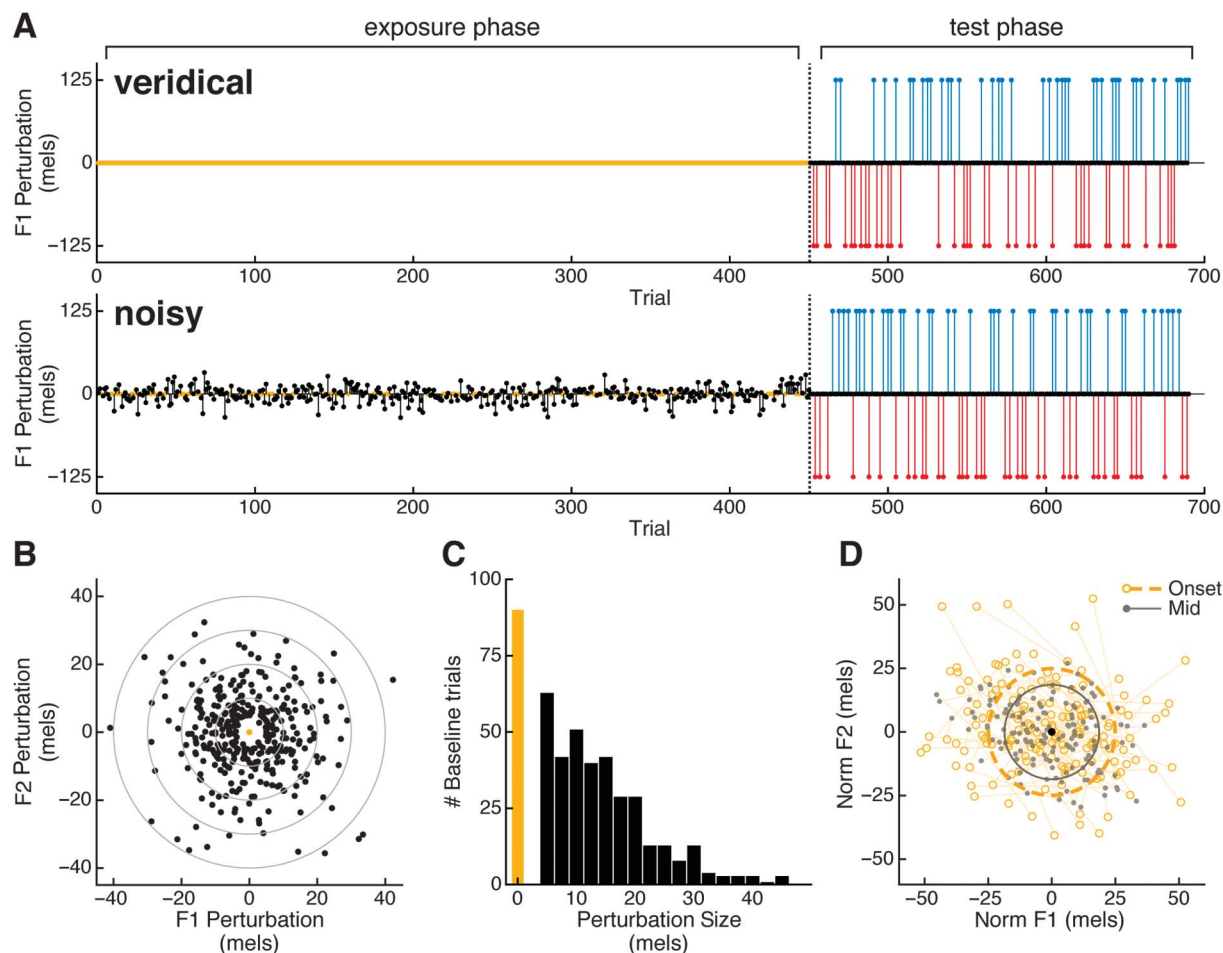 A
exposure phase
test phase
veridical
F1 Perturbation
(mels)
125
0
−125
0 100 200 300 400 500 600 700
Trial
noisy
F1 Perturbation
(mels)
125
0
−125
0 100 200 300 400 500 600 700
Trial
B
F2 Perturbation
(mels)
40
20
0
−20
−40
−40 −20 0 20 40
F1 Perturbation
(mels)
C
# Baseline trials
100
75
50
25
0
0 10 20 30 40
Perturbation Size
(mels)
D
Onset
Mid
Norm F2 (mels)
50
25
0
−25
−50
−50 −25 0 25 50
Norm F1 (mels)